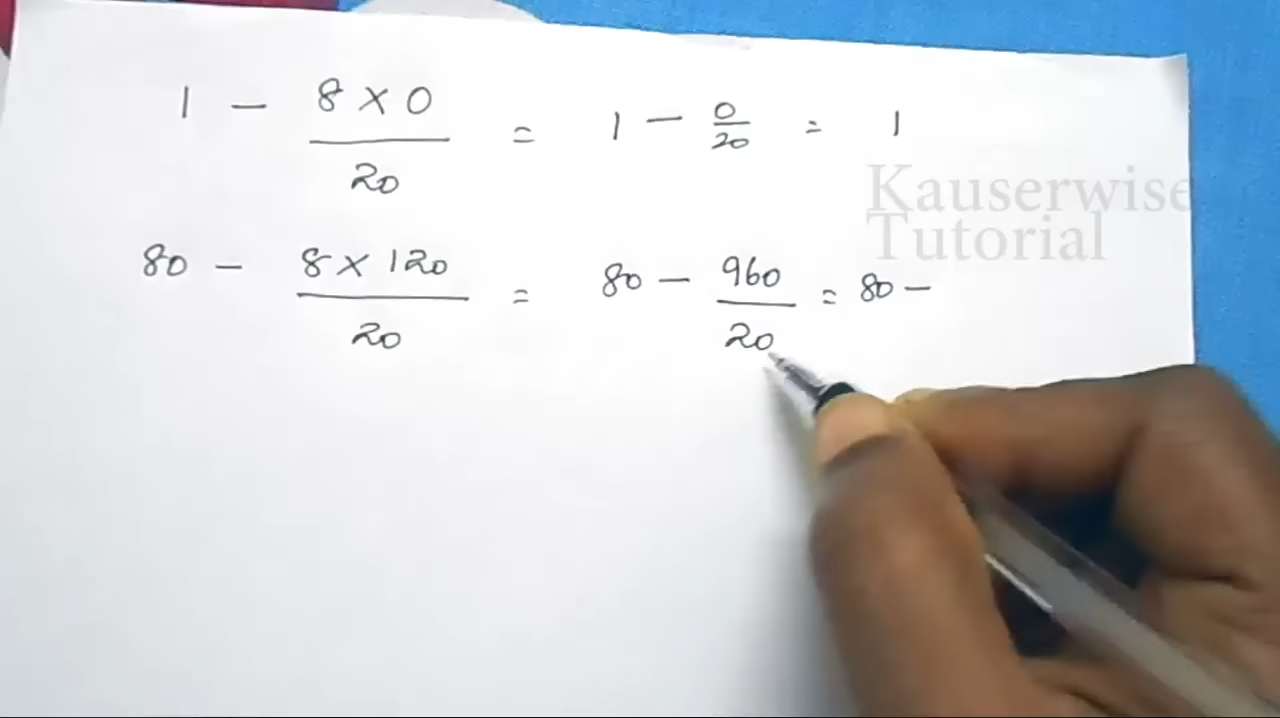 1 - 8 × 0 / 20 = 1 - 0/20 = 1
Kauserwise
Tutorial
80 - 8 × 120 / 20 = 80 - 960 / 20 = 80 -